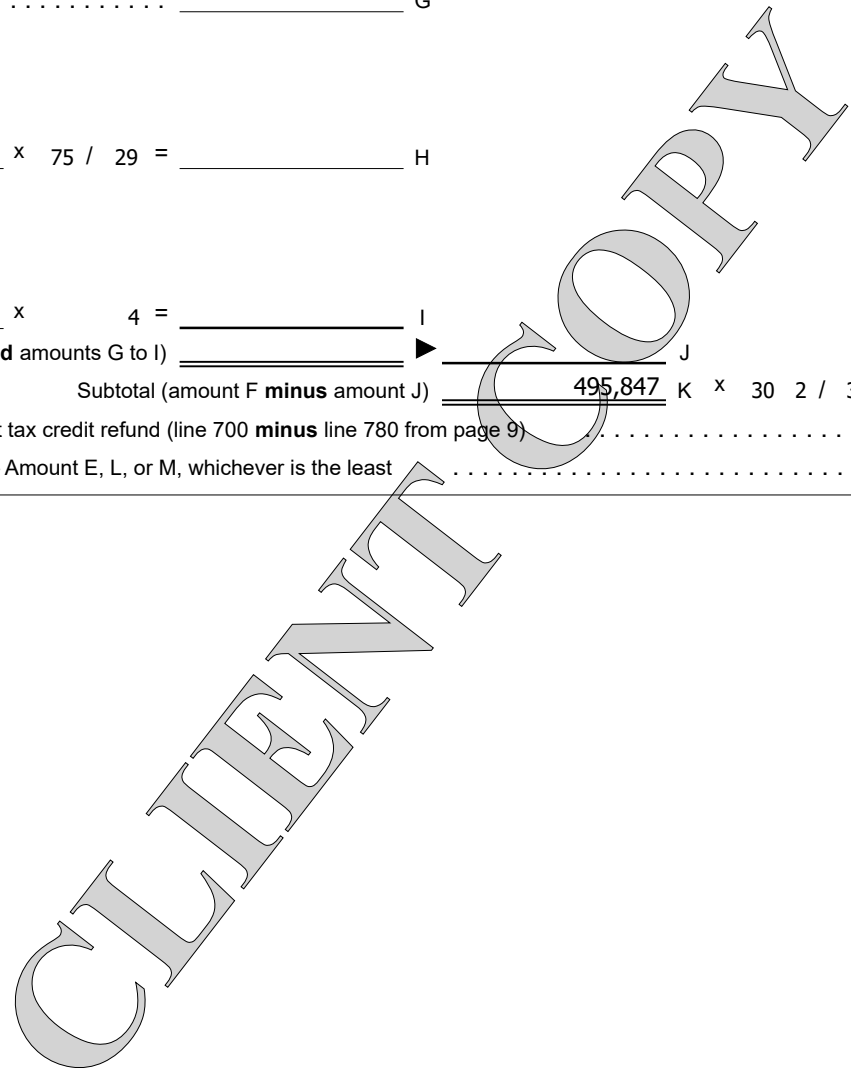 . . . . . . . . . . . G
x 75 / 29 = H
x 4 = I
d amounts G to I) ► J
Subtotal (amount F minus amount J) 495,847 K x 30 2 / 3
t tax credit refund (line 700 minus line 780 from page 9) . . . . . . . . . . . . . . . . . .
Amount E, L, or M, whichever is the least . . . . . . . . . . . . . . . . . . . . . . . . . . . .
CLIENT COPY